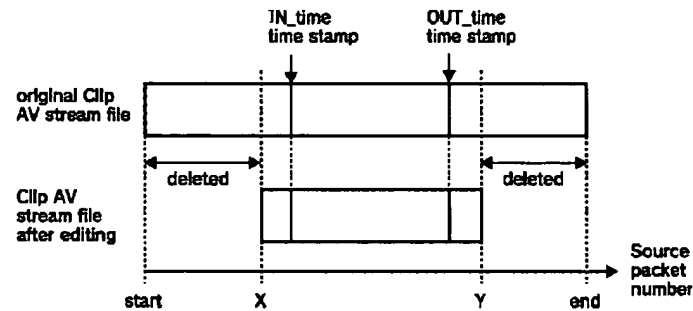 IN_time
time stamp
OUT_time
time stamp
original Clip
AV stream file
deleted
deleted
Clip AV
stream file
after editing
Source
packet
number
start
X
Y
end